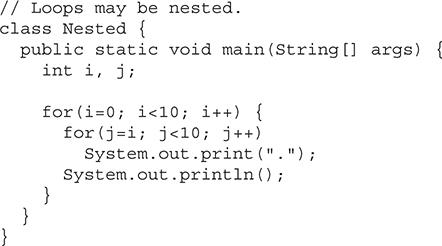 // Loops may be nested.
class Nested {
  public static void main(String[] args) {
    int i, j;

    for(i=0; i<10; i++) {
      for(j=i; j<10; j++)
        System.out.print(".");
      System.out.println();
    }
  }
}